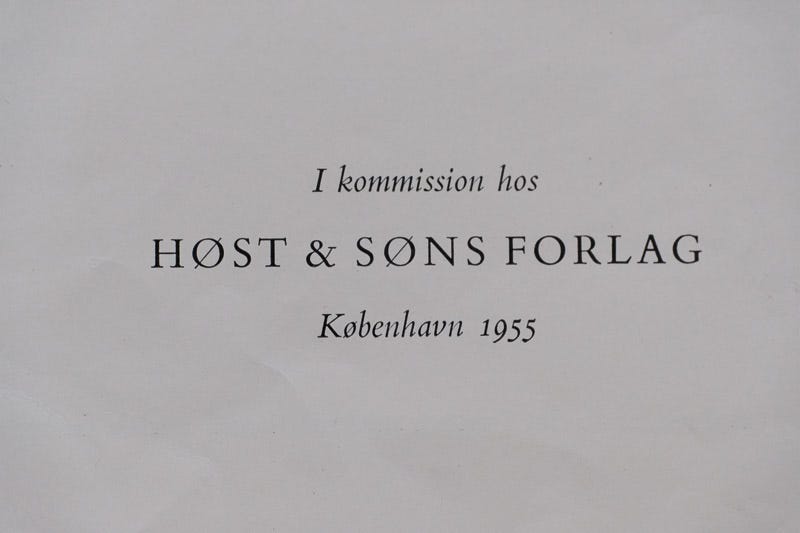 I kommission hos
HØST & SØNS FORLAG
København 1955